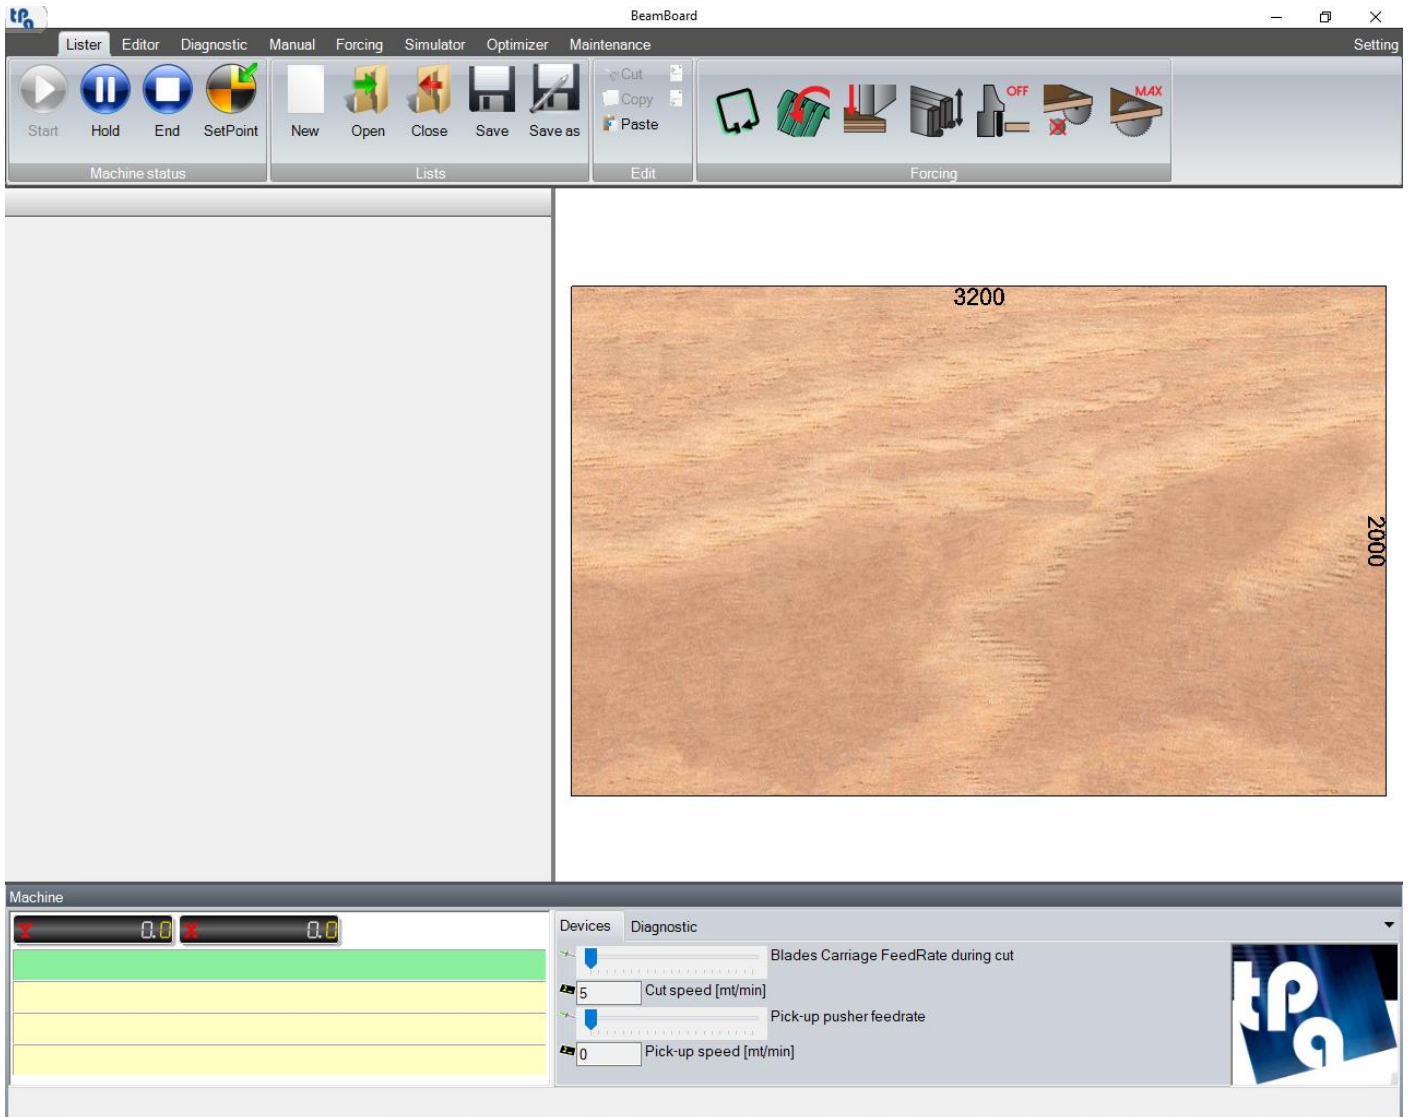 tpa
BeamBoard
Lister Editor Diagnostic Manual Forcing Simulator Optimizer Maintenance Setting
Start Hold End SetPoint New Open Close Save Save as
Cut
Copy
Paste
OFF MAX
Machine status Lists Edit Forcing
3200
2000
Machine
Y 0.0 X 0.0
Devices Diagnostic
Blades Carriage FeedRate during cut
5 Cut speed [mt/min]
Pick-up pusher feedrate
0 Pick-up speed [mt/min]
tpa